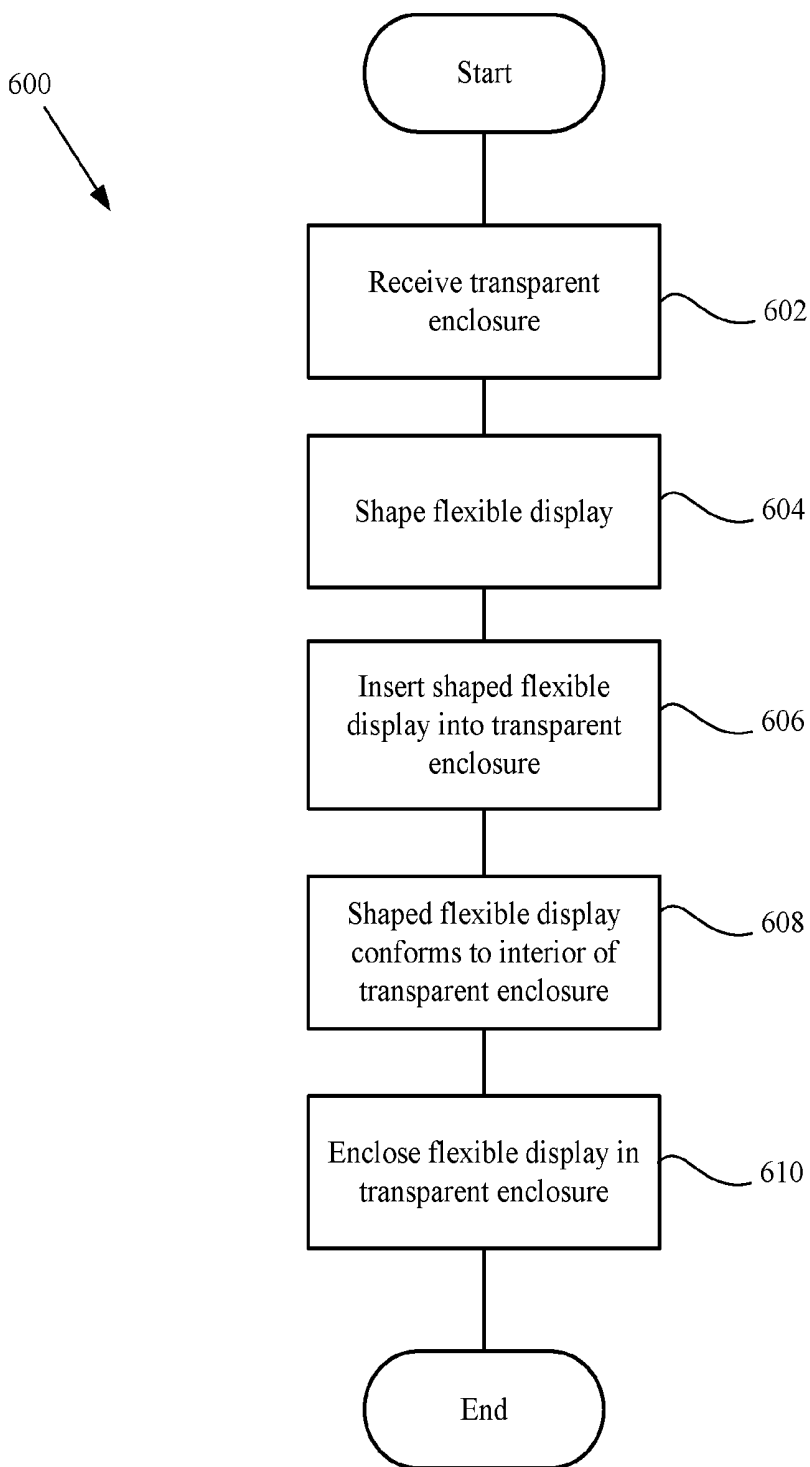 600
Start
Receive transparent
enclosure
602
Shape flexible display
604
Insert shaped flexible
display into transparent
enclosure
606
Shaped flexible display
conforms to interior of
transparent enclosure
608
Enclose flexible display in
transparent enclosure
610
End